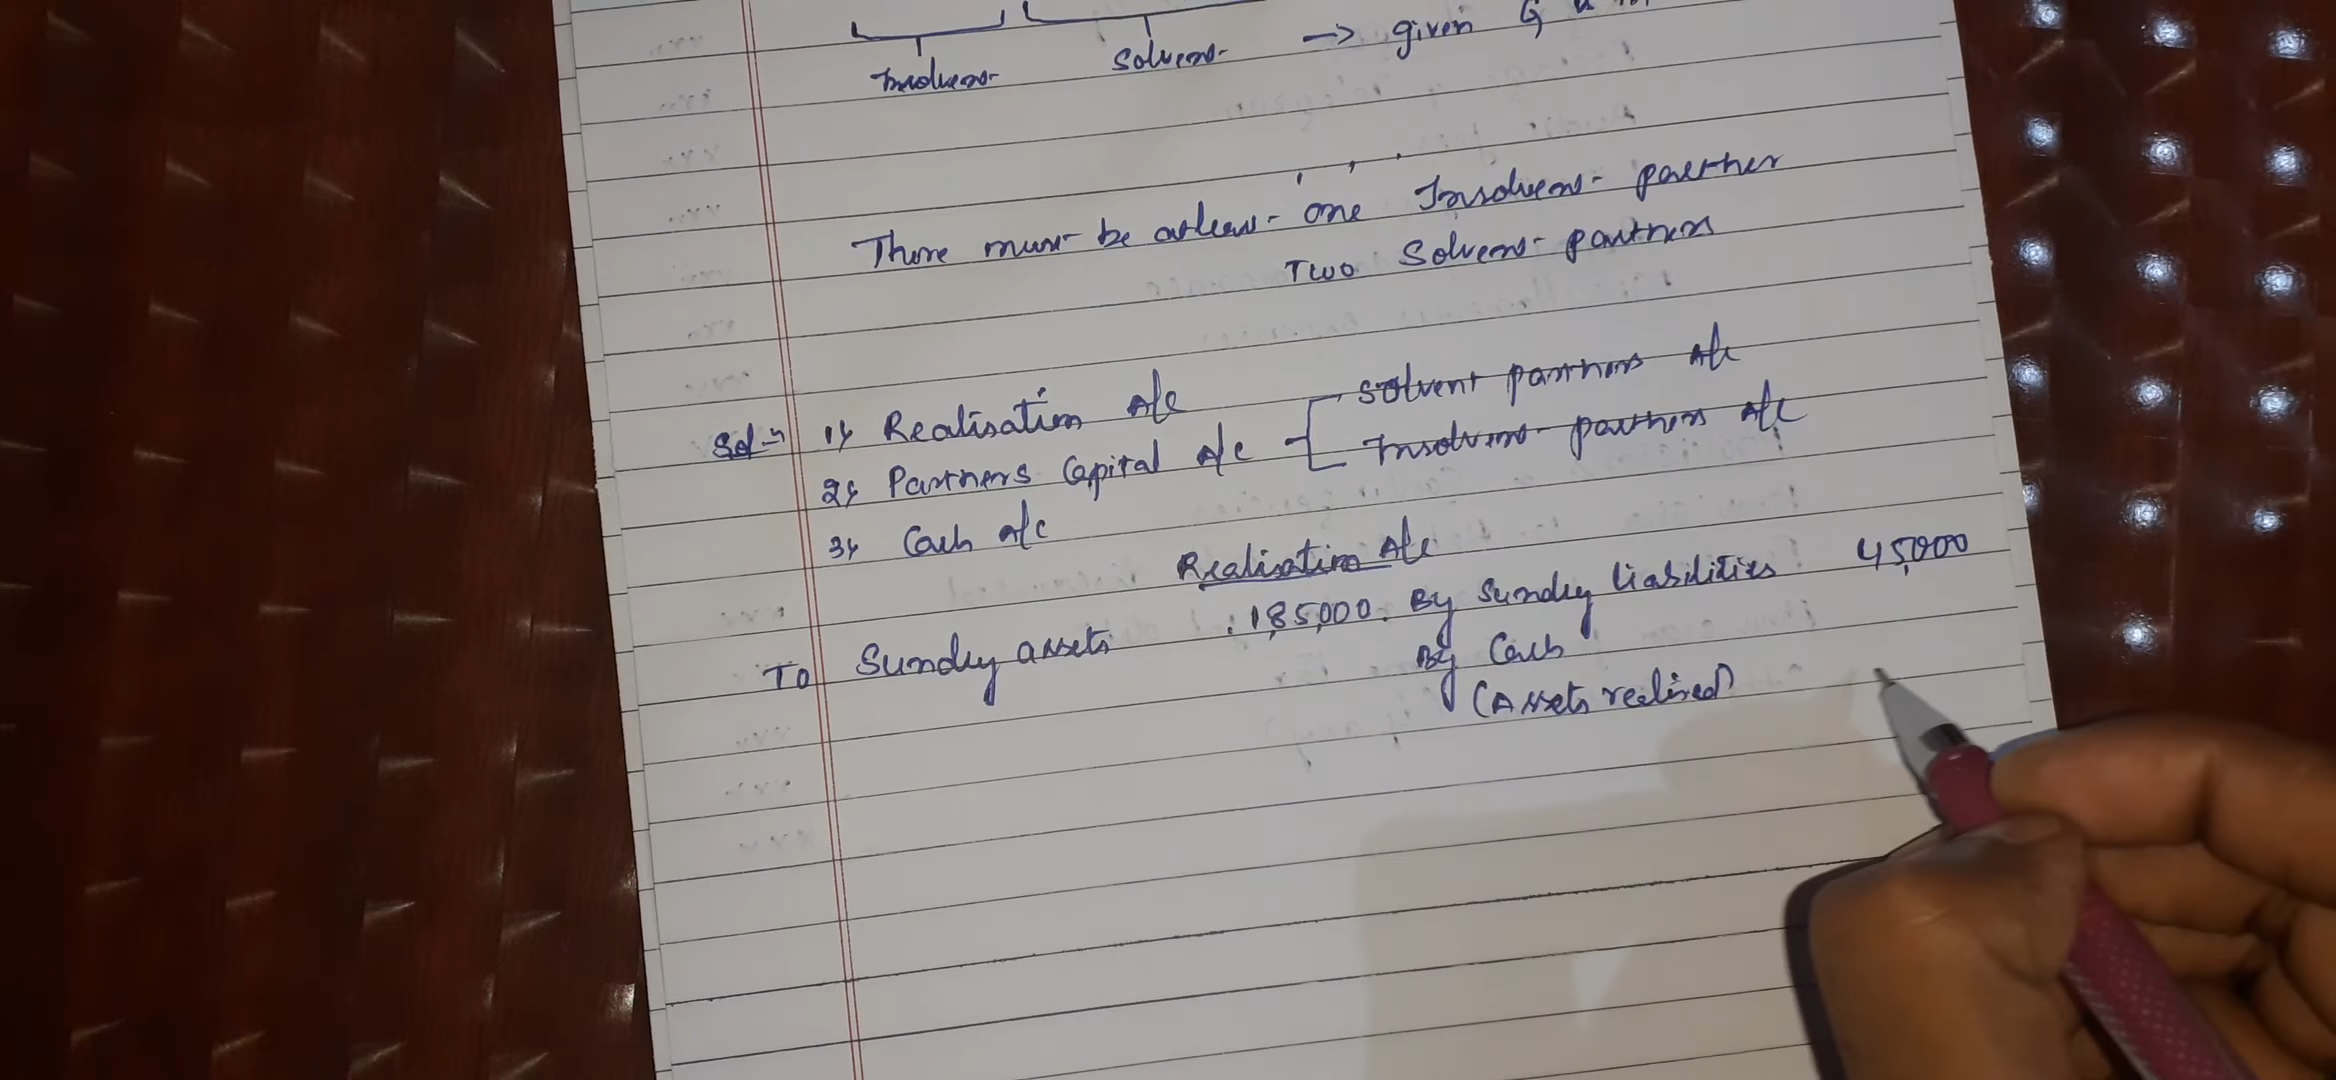 Insolvent Solvent → given
There must be atleast one Insolvent partner
Two Solvent partners
Sol → 1) Realisation A/c
2) Partners Capital A/c Solvent partners A/c
Insolvent partners A/c
3) Cash A/c
Realisation A/c
To Sundry assets 1,85,000 By Sundry liabilities 45,000
By Cash
(Assets realised)